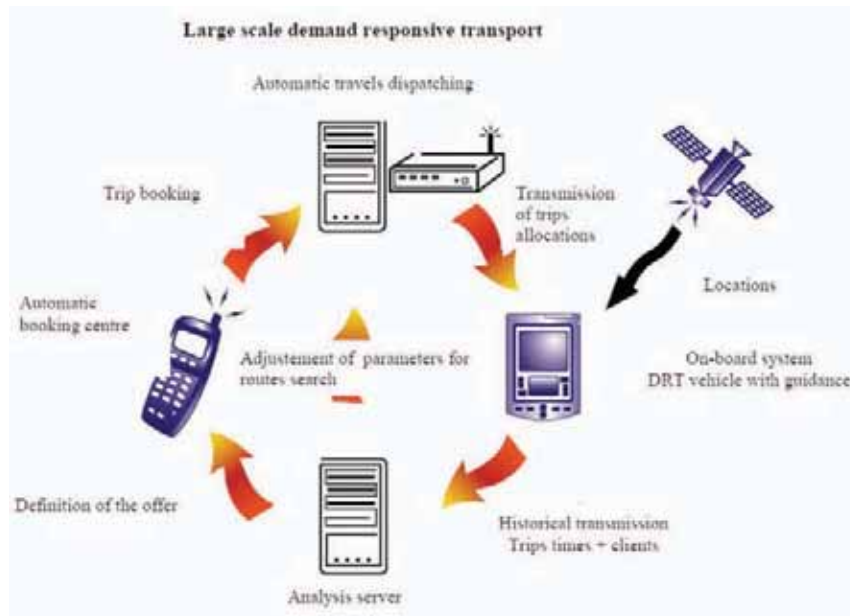 Large scale demand responsive transport
Automatic travels dispatching
Trip booking
Transmission
of trips
allocations
Locations
Automatic
booking centre
Adjustement of parameters for
routes search
On-board system
DRT vehicle with guidance
Definition of the offer
Historical transmission
Trips times + clients
Analysis server